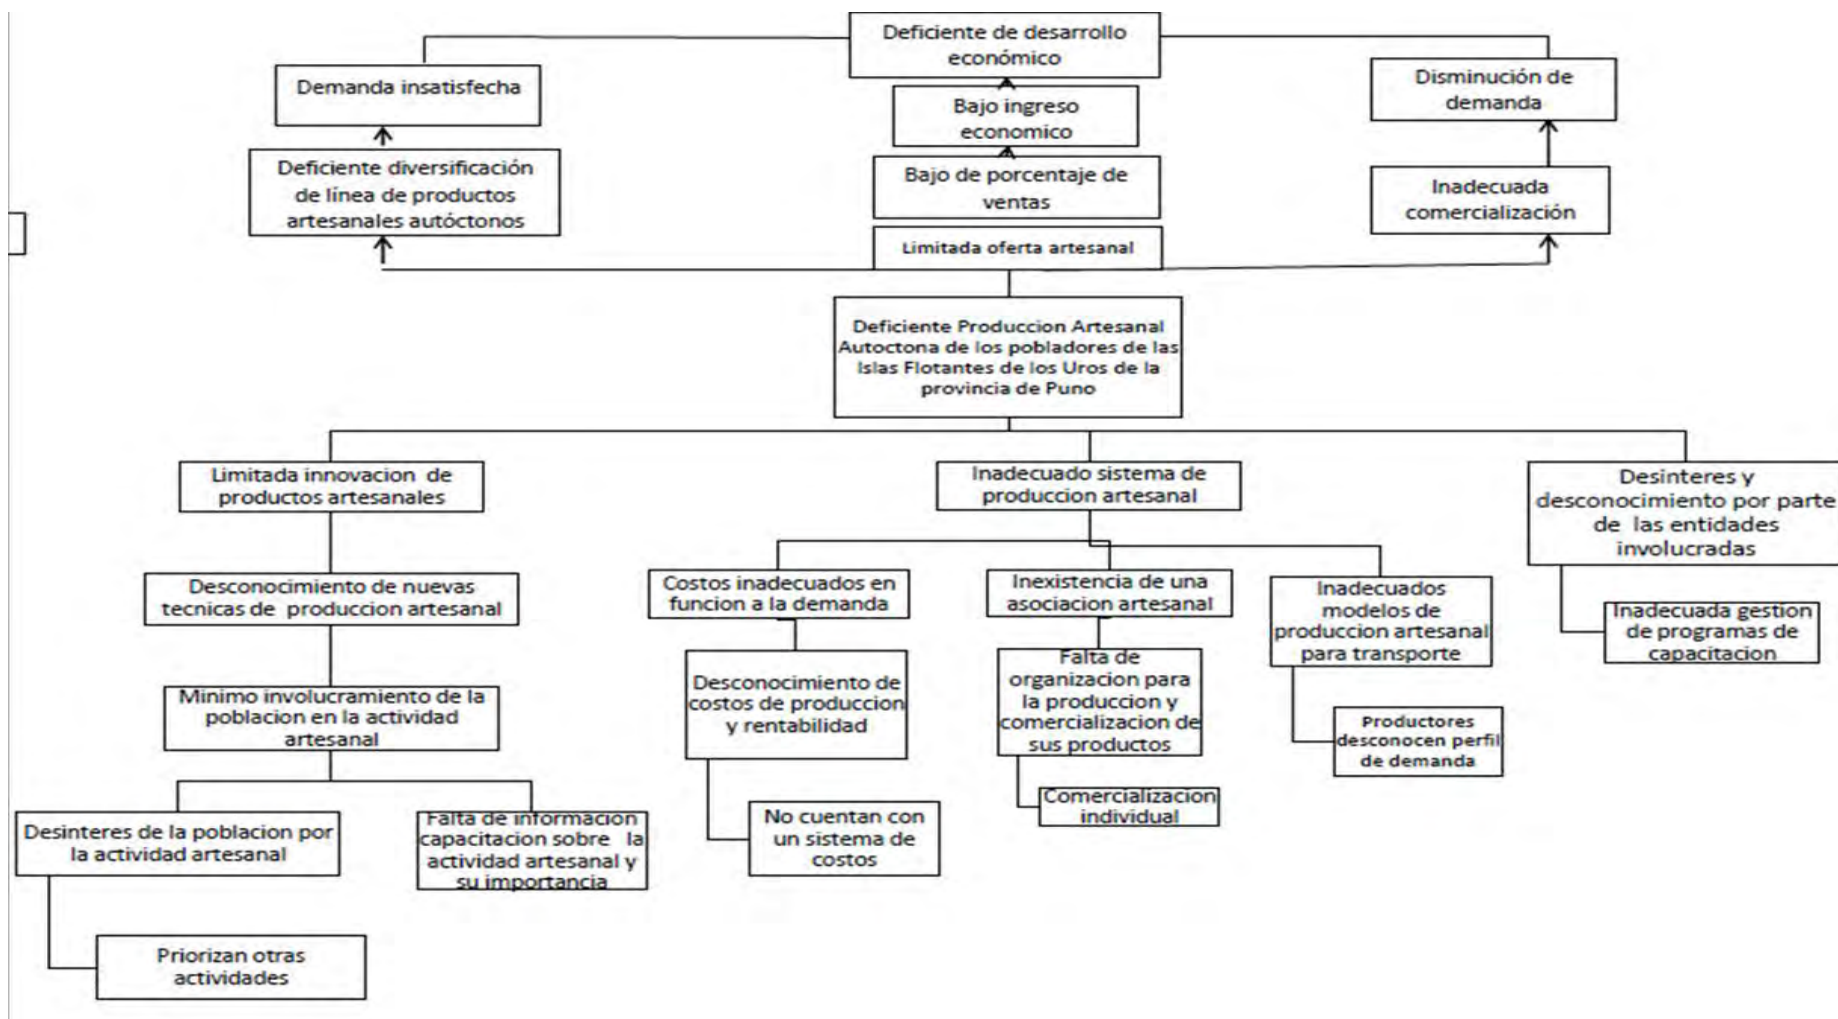 Deficiente de desarrollo
económico
Demanda insatisfecha
Bajo ingreso
economico
Disminución de
demanda
Deficiente diversificación
de línea de productos
artesanales autóctonos
Bajo de porcentaje de
ventas
Inadecuada
comercialización
Limitada oferta artesanal
Deficiente Produccion Artesanal
Autoctona de los pobladores de las
Islas Flotantes de los Uros de la
provincia de Puno
Limitada innovacion de
productos artesanales
Inadecuado sistema de
produccion artesanal
Desinteres y
desconocimiento por parte
de las entidades
involucradas
Desconocimiento de nuevas
tecnicas de produccion artesanal
Costos inadecuados en
funcion a la demanda
Inexistencia de una
asociacion artesanal
Inadecuados
modelos de
produccion artesanal
para transporte
Inadecuada gestion
de programas de
capacitacion
Minimo involucramiento de la
poblacion en la actividad
artesanal
Desconocimiento de
costos de produccion
y rentabilidad
Falta de
organizacion para
la produccion y
comercializacion de
sus productos
Productores
desconocen perfil
de demanda
Desinteres de la poblacion por
la actividad artesanal
Falta de informacion
capacitacion sobre la
actividad artesanal y
su importancia
No cuentan con
un sistema de
costos
Comercializacion
individual
Priorizan otras
actividades